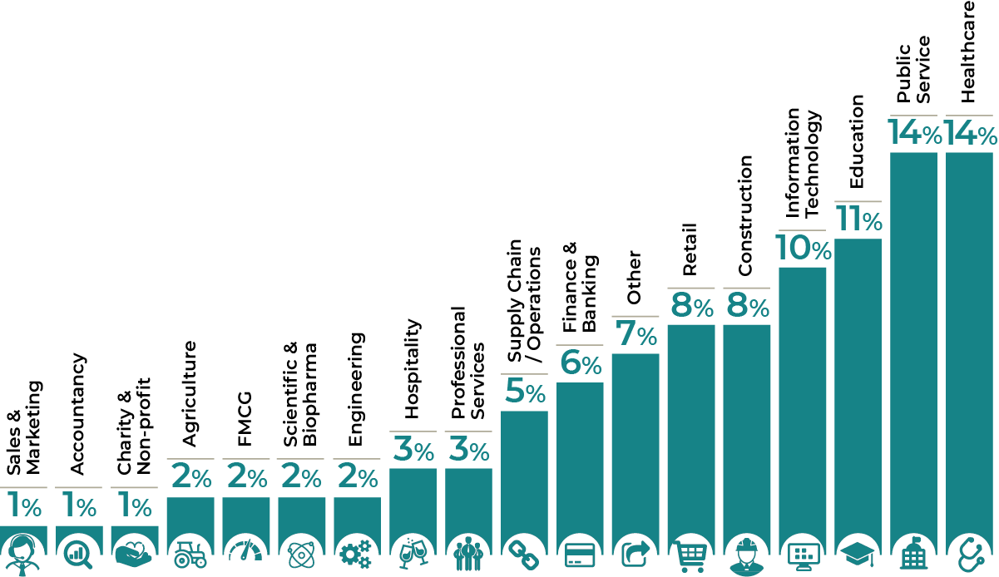 Sales &
Marketing
1%
Accountancy
1%
Charity &
Non-profit
1%
Agriculture
2%
FMCG
2%
Scientific &
Biopharma
2%
Engineering
2%
Hospitality
3%
Professional
Services
3%
Supply Chain
/ Operations
5%
Finance &
Banking
6%
Other
7%
Retail
8%
Construction
8%
Information
Technology
10%
Education
11%
Public
Service
14%
Healthcare
14%